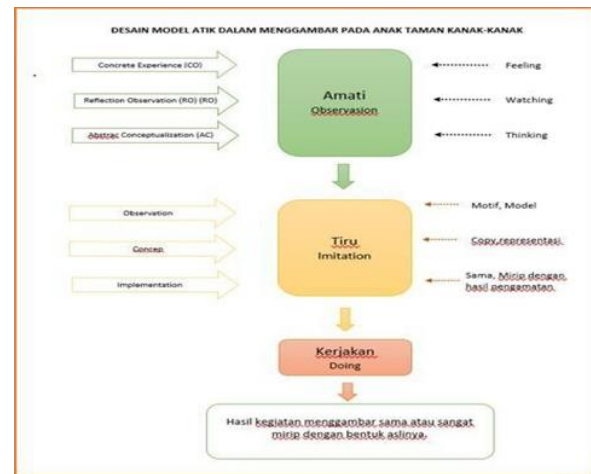 DESAIN MODEL ATIK DALAM MENGGAMBAR PADA ANAK TAMAN KANAK-KANAK
Concrete Experience (CO)
Reflection Observation (RO) (RO)
Abstrac Conceptualization (AC)
Amati
Observasion
Feeling
Watching
Thinking
Observation
Concep
Implementation
Tiru
Imitation
Motif, Model
Copy,representasi
Sama, Mirip dengan
hasil pengamatan
Kerjakan
Doing
Hasil kegiatan menggambar sama atau sangat
mirip dengan bentuk aslinya,